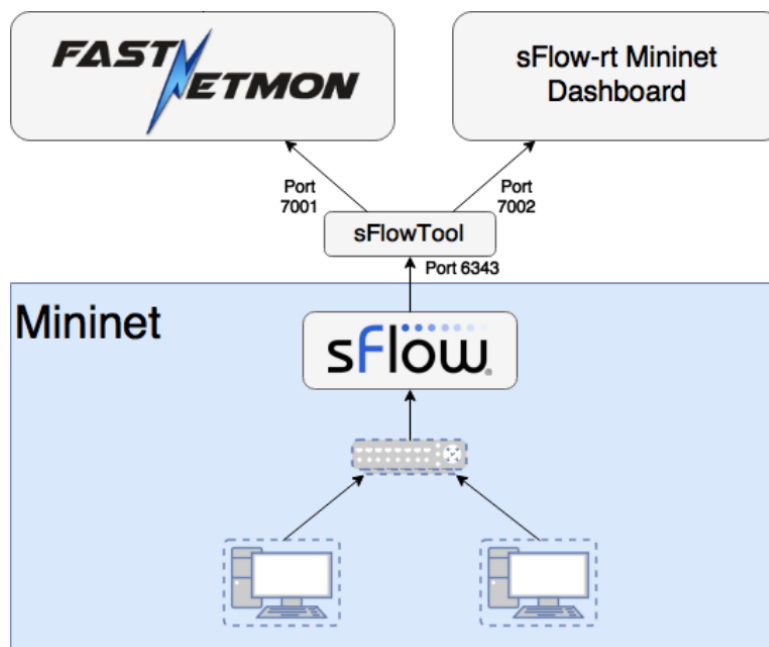 FASTNETMON
sFlow-rt Mininet
Dashboard
Port
7001
Port
7002
sFlowTool
Port 6343
Mininet
sFlow®